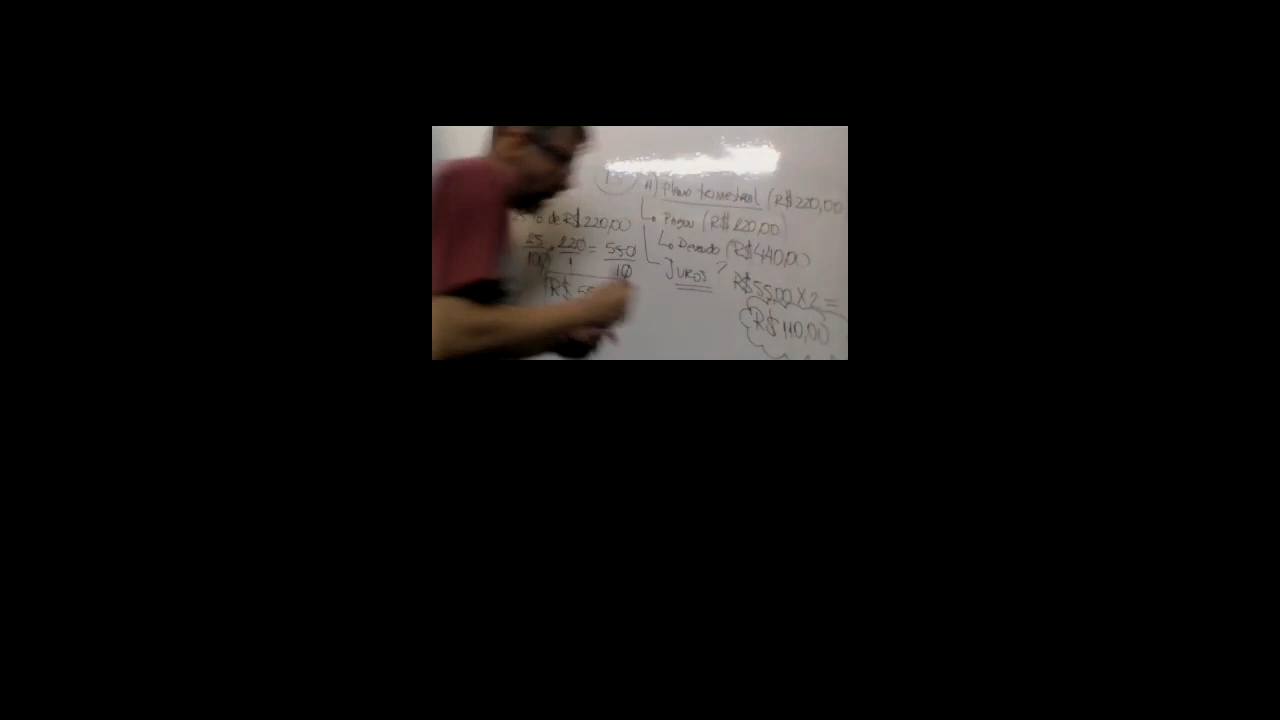 A) Plano trimestral (R$ 220,00
Pagou (R$ 220,00)
Devendo (R$ 440,00
Juros?
R$ 55,00 X 2 =
R$ 110,00
de R$ 220,00
25/100 • 220/1 = 550/10
R$ 55